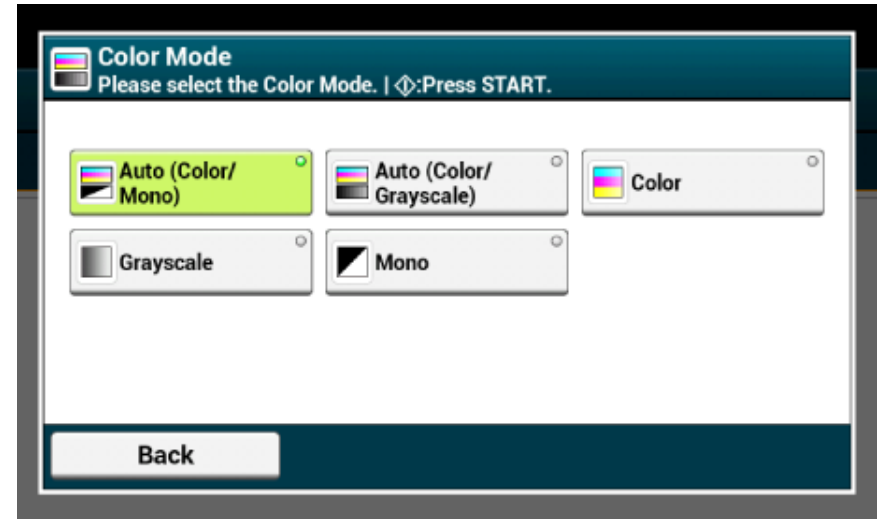 Color Mode
Please select the Color Mode. | :Press START.
Auto (Color/
Mono)
Auto (Color/
Grayscale)
Color
Grayscale
Mono
Back